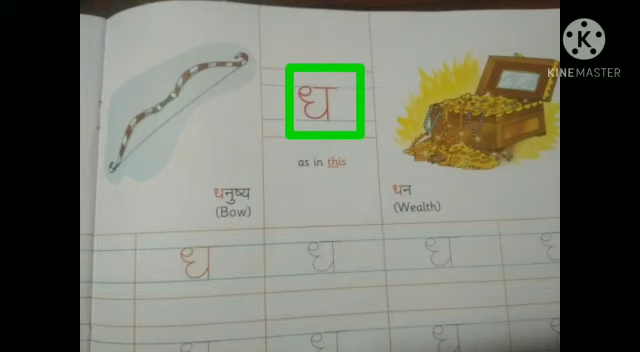 K
KINEMASTER
ध
as in this
धनुष्य
(Bow)
धन
(Wealth)
ध ध ध ध
ध ध ध ध